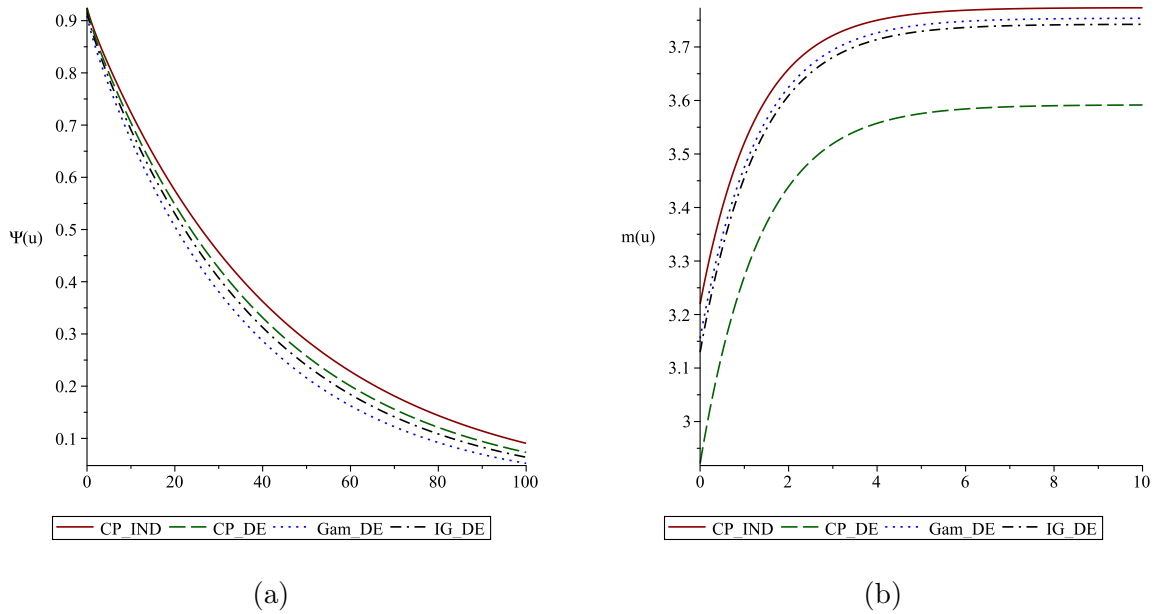 0.9
0.8
0.7
0.6
0.5
Ψ(u)
0.4
0.3
0.2
0.1
0 20 40 60 80 100
CP_IND CP_DE Gam_DE IG_DE
(a)
3.7
3.6
3.5
3.4
m(u)
3.3
3.2
3.1
3
0 2 4 6 8 10
CP_IND CP_DE Gam_DE IG_DE
(b)